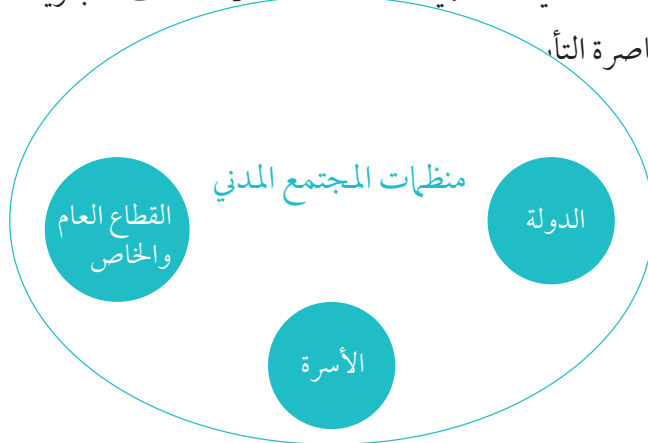 اصرة التأ
منظمات المجتمع المدني
الدولة
القطاع العام
والخاص
الأسرة